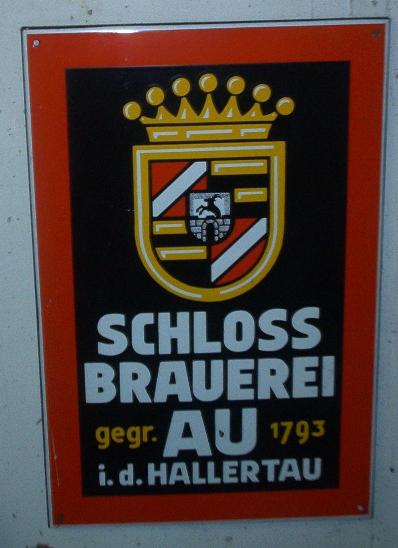 SCHLOSS
BRAUEREI
gegr. AU 1793
i.d. HALLERTAU